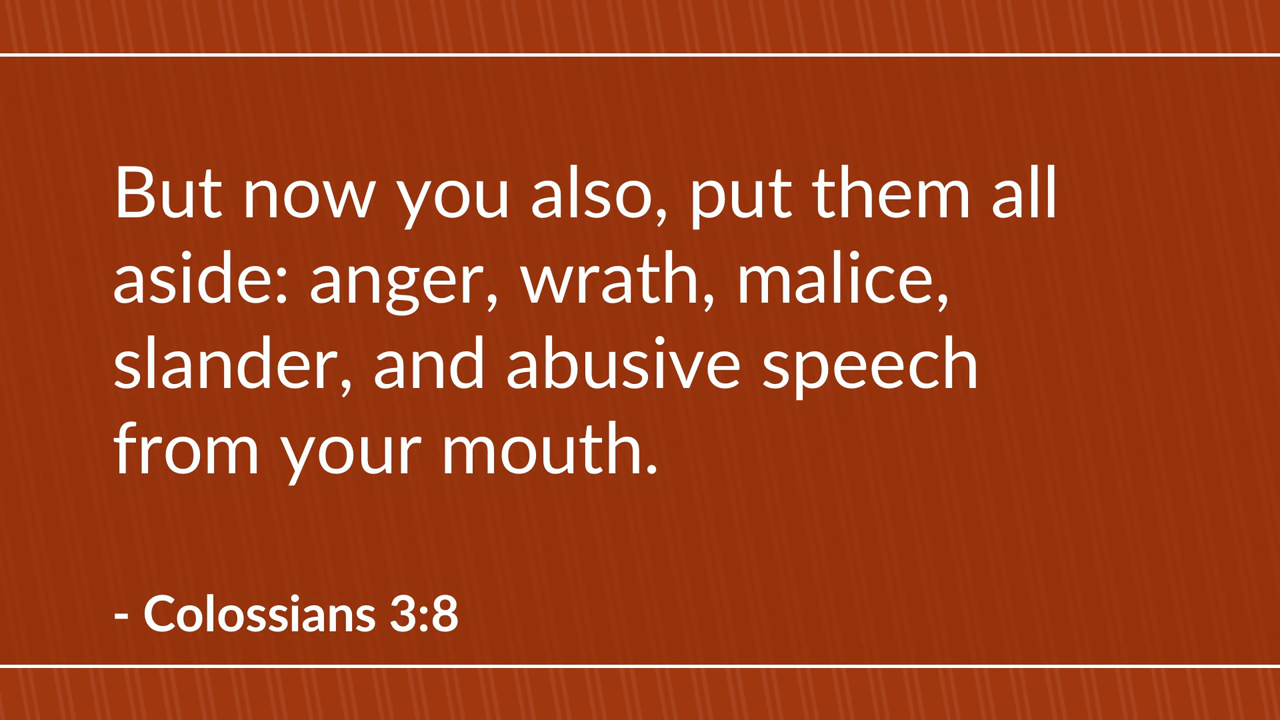 But now you also, put them all
aside: anger, wrath, malice,
slander, and abusive speech
from your mouth.
- Colossians 3:8